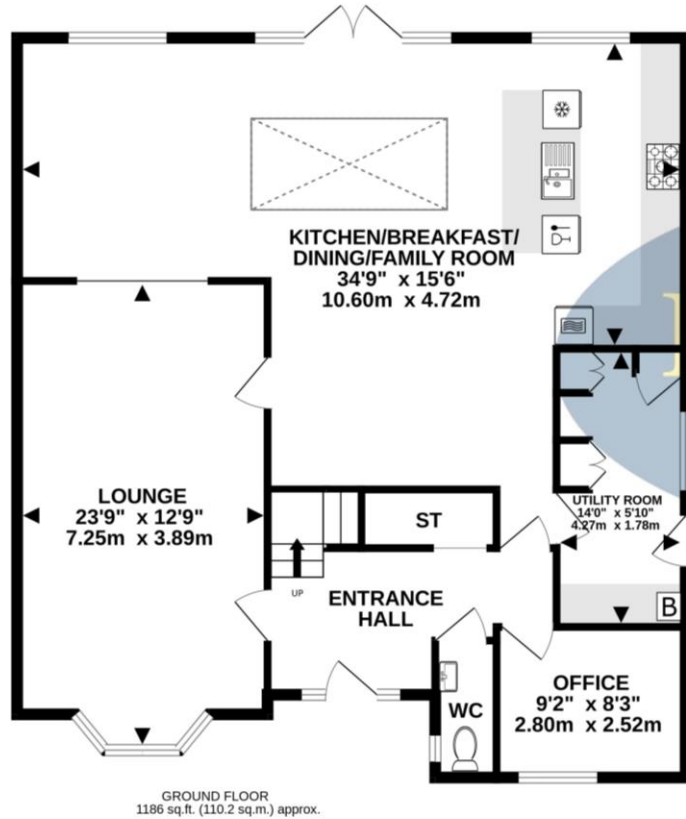 KITCHEN/BREAKFAST/
DINING/FAMILY ROOM
34'9" x 15'6"
10.60m x 4.72m
LOUNGE
23'9" x 12'9"
7.25m x 3.89m
ST
UTILITY ROOM
14'0" x 5'10"
4.27m x 1.78m
UP
ENTRANCE
HALL
B
WC
OFFICE
9'2" x 8'3"
2.80m x 2.52m
GROUND FLOOR
1186 sq.ft. (110.2 sq.m.) approx.